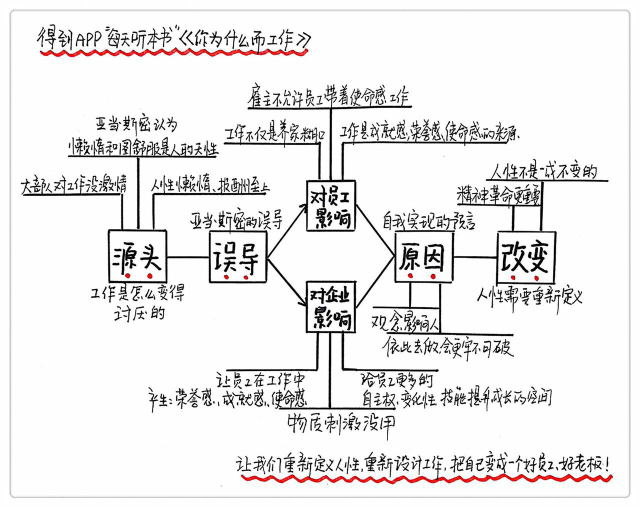 得到APP"每天听本书"《你为什么而工作》
雇主不允许员工带着使命感工作
亚当·斯密认为
懒惰和图舒服是人的天性
工作不仅是养家糊口
工作是成就感、荣誉感、使命感的来源
大部队对工作没激情
人性懒惰、报酬至上
人性不是一成不变的
精神革命更重要
源头
工作是怎么变得
讨压的
亚当·斯密的误导
误导
对员工
影响
对企业
影响
自我实现的预言
原因
观念影响人
依此去做会更牢不可破
改变
人性需要重新定义
让员工在工作中
产生:荣誉感、成就感、使命感
物质刺激没用
给员工更多的
自主权、变化性、技能提升成长的空间
让我们重新定义人性,重新设计工作,把自己变成一个好员工、好老板!